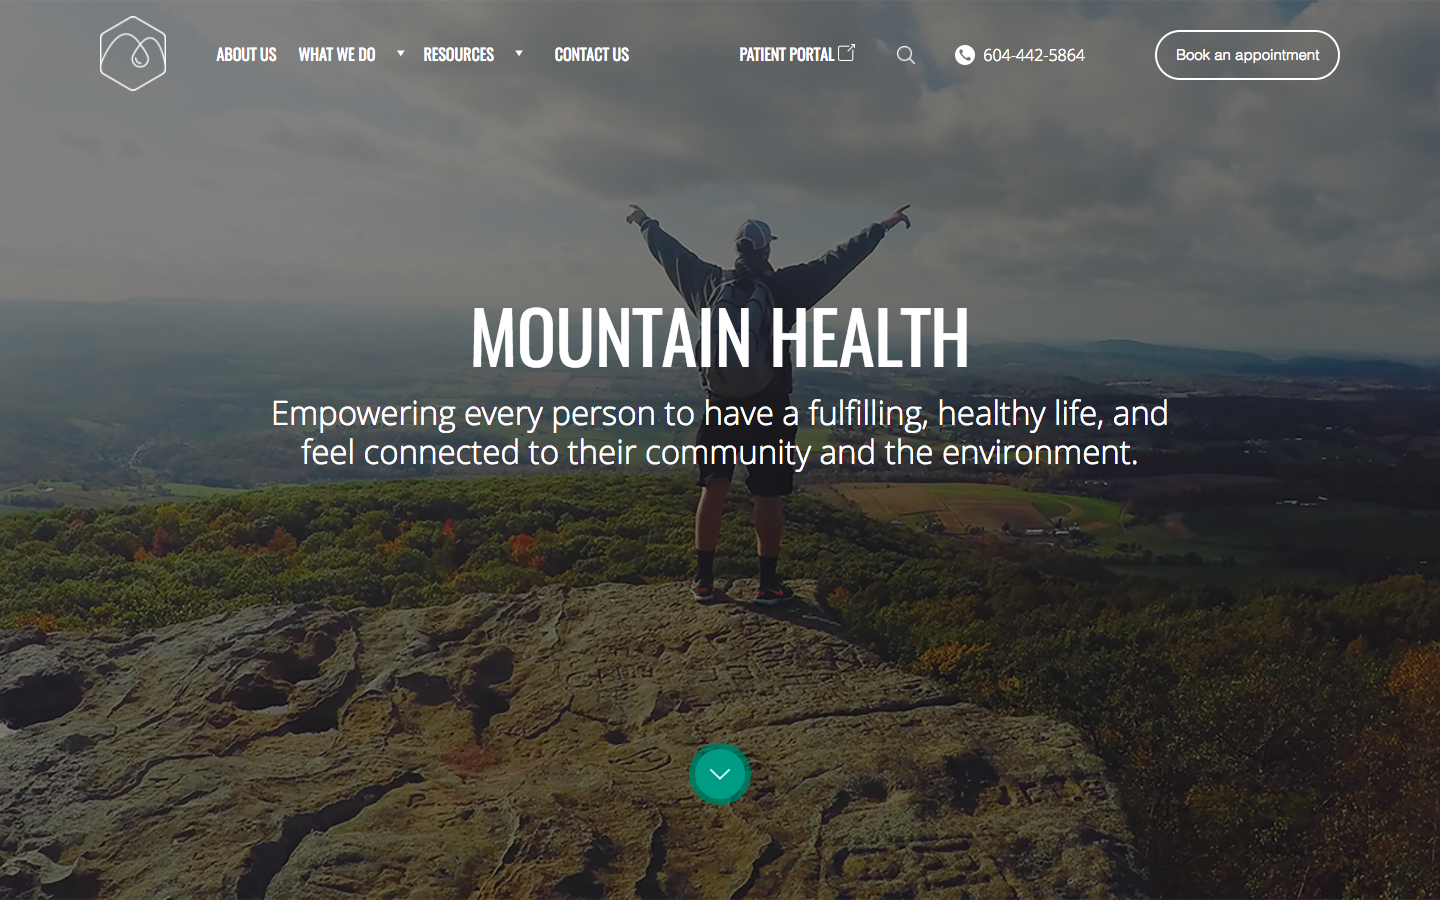 ABOUT US
WHAT WE DO
RESOURCES
CONTACT US
PATIENT PORTAL
604-442-5864
Book an appointment
MOUNTAIN HEALTH
Empowering every person to have a fulfilling, healthy life, and
feel connected to their community and the environment.